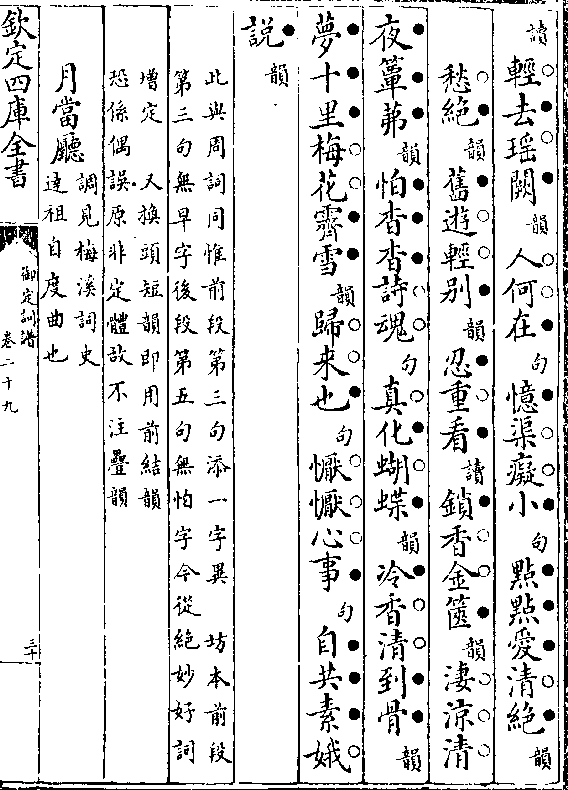 讀輕去瑶闕韻人何在句憶渠癡小句點點愛清絶韻
愁絶韻舊遊輕别韻忍重看讀鎖香金篋韻淒涼清
夜簟茀韻怕杳杳詩魂句真化蝴蝶韻冷香清到骨韻
夢十里梅花霽雪韻歸来也句懨懨心事句自共素娥
説韻
此與周詞同惟前段第三句添一字異　坊本前段
第三句無早字後段第五句無怕字今從絶妙好詞
增定　又換頭短韻即用前結韻
恐係偶誤原非定體故不注疊韻
月當廳調見梅溪詞史
達祖自度曲也
欽定四庫全書
御定詞譜
卷二十九
三十